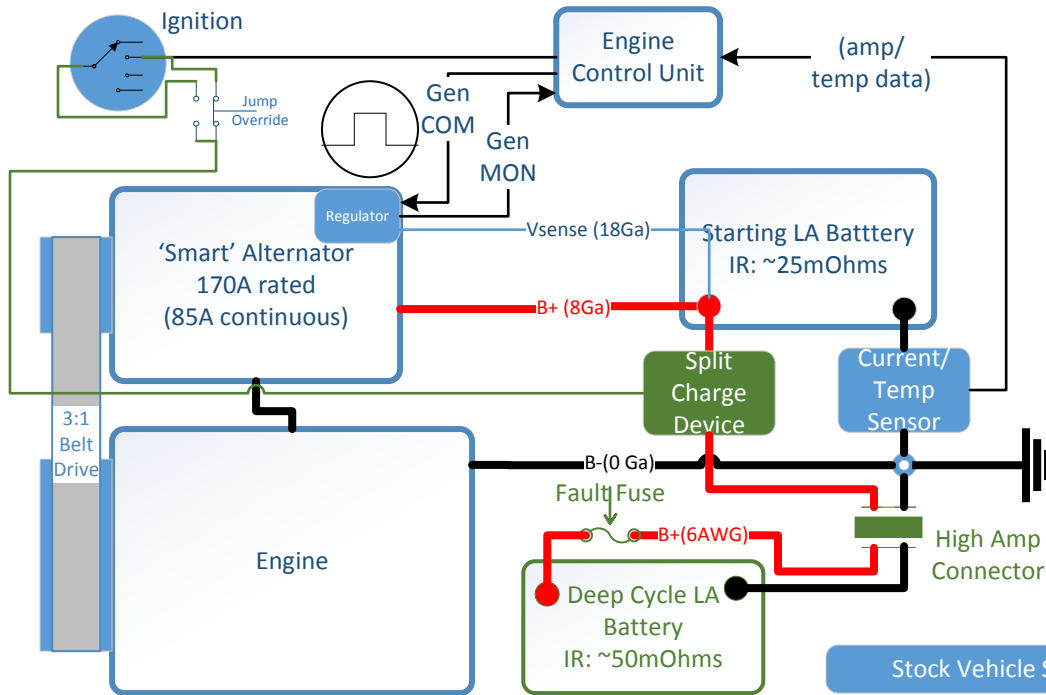 Ignition
Engine
Control Unit
(amp/
temp data)
Jump
Override
Gen
COM
Gen
MON
Regulator
Vsense (18Ga)
'Smart' Alternator
170A rated
(85A continuous)
Starting LA Batttery
IR: ~25mOhms
B+ (8Ga)
Split
Charge
Device
Current/
Temp
Sensor
3:1
Belt
Drive
B-(0 Ga)
Fault Fuse
B+(6AWG)
High Amp
Connector
Engine
Deep Cycle LA
Battery
IR: ~50mOhms
Stock Vehicle S